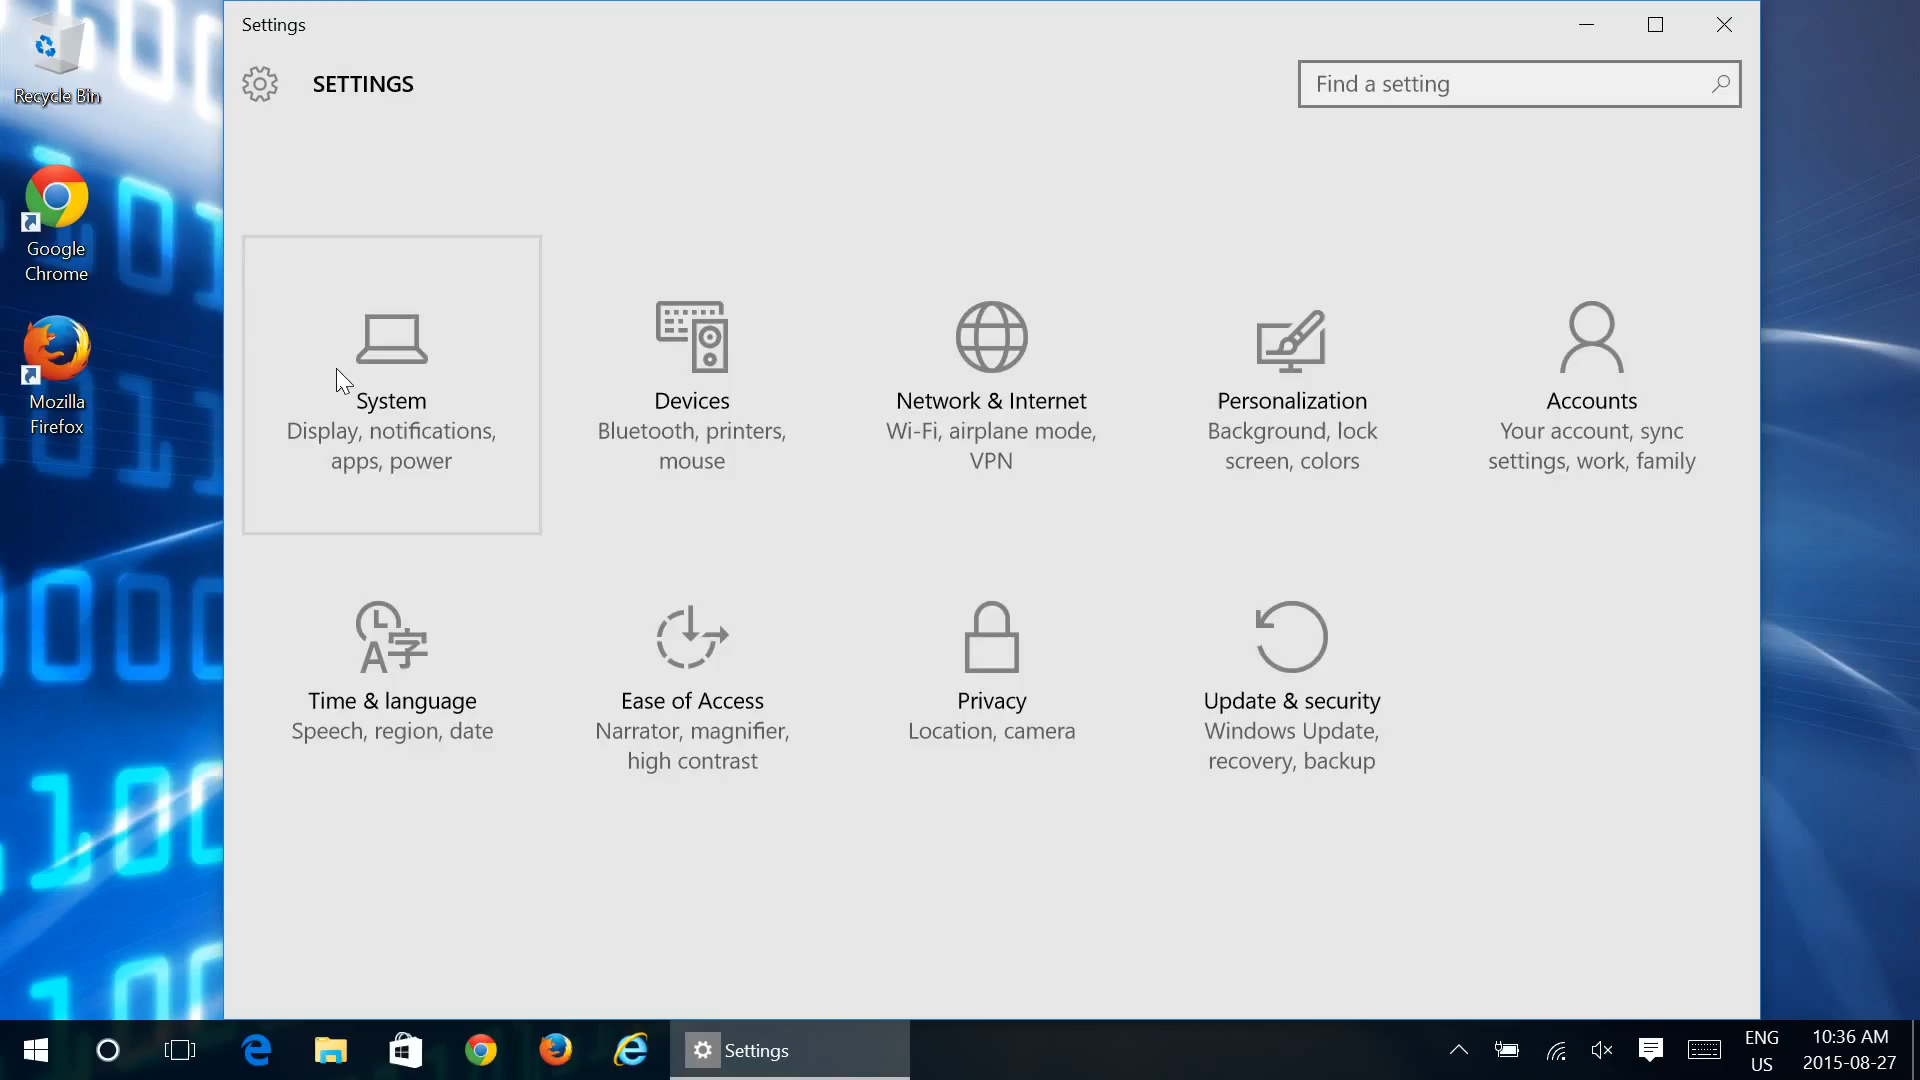 Settings
SETTINGS
Find a setting
Recycle Bin
Google
Chrome
Mozilla
Firefox
System
Display, notifications,
apps, power
Devices
Bluetooth, printers,
mouse
Network & Internet
Wi-Fi, airplane mode,
VPN
Personalization
Background, lock
screen, colors
Accounts
Your account, sync
settings, work, family
Time & language
Speech, region, date
Ease of Access
Narrator, magnifier,
high contrast
Privacy
Location, camera
Update & security
Windows Update,
recovery, backup
Settings
ENG
US
10:36 AM
2015-08-27